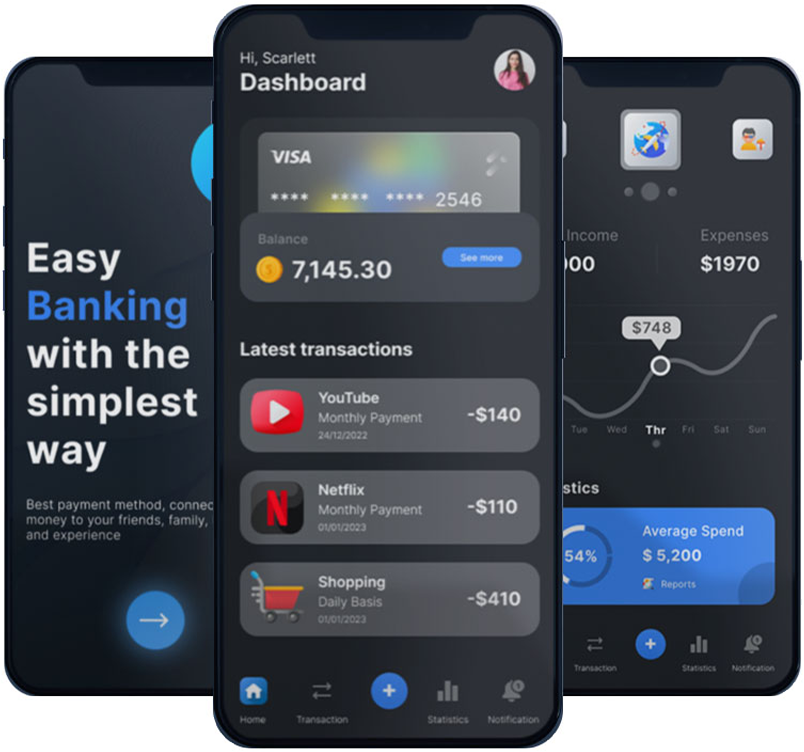 Easy
Banking
with the
simplest
way
Best payment method, connec
money to your friends, family,
and experience
Hi, Scarlett
Dashboard
VISA
**** **** **** 2546
Balance
$ 7,145.30
See more
Latest transactions
YouTube
Monthly Payment
24/12/2022
-$140
Netflix
Monthly Payment
01/01/2023
-$110
Shopping
Daily Basis
01/01/2023
-$410
Home
Transaction
+
Statistics
Notification
Income
Expenses
00
$1970
$748
Tue Wed Thr Fri Sat Sun
stics
54%
Average Spend
$ 5,200
Reports
Transaction
+
Statistics
Notification